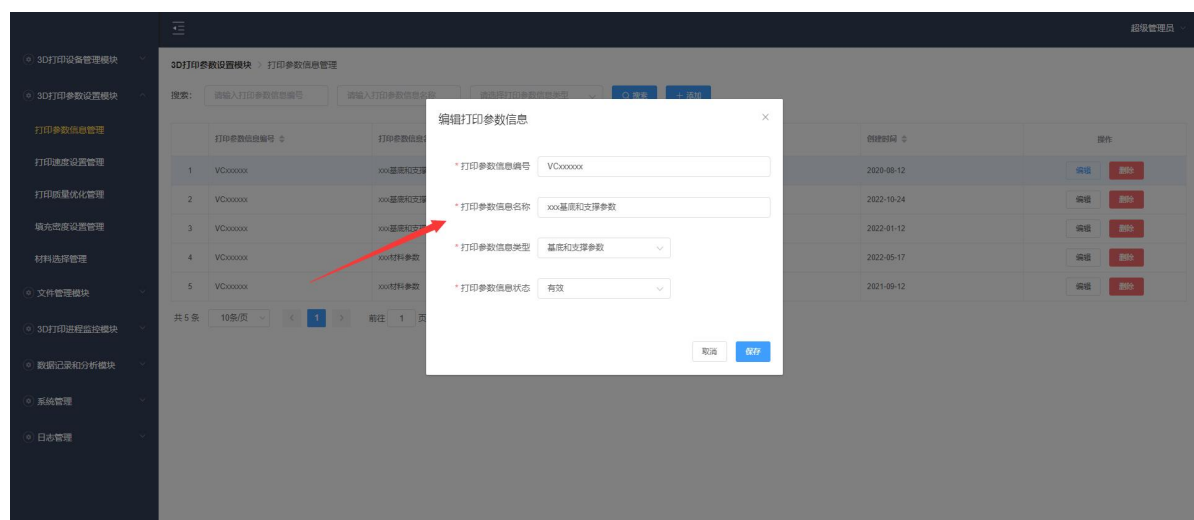 超级管理员
3D打印设备管理模块
3D打印参数设置模块
打印参数信息管理
打印速度设置管理
打印质量优化管理
填充密度设置管理
材料选择管理
文件管理模块
3D打印进程监控模块
数据记录和分析模块
系统管理
日志管理
3D打印参数设置模块 > 打印参数信息管理
搜索: 请输入打印参数信息编号 请输入打印参数信息名称 请选择打印参数信息类型 搜索 + 添加
打印参数信息编号 打印参数信息 创建时间 操作
1 VCxxxxxx xxx基底和支撑 2020-08-12 编辑 删除
2 VCxxxxxx xxx基底和支撑 2022-10-24 编辑 删除
3 VCxxxxxx xxx基底和支撑 2022-01-12 编辑 删除
4 VCxxxxxx xxx材料参数 2022-05-17 编辑 删除
5 VCxxxxxx xxx材料参数 2021-09-12 编辑 删除
共 5 条 10条/页 < 1 > 前往 1 页
编辑打印参数信息 ×
* 打印参数信息编号 VCxxxxxx
* 打印参数信息名称 xxx基底和支撑参数
* 打印参数信息类型 基底和支撑参数
* 打印参数信息状态 有效
取消 保存